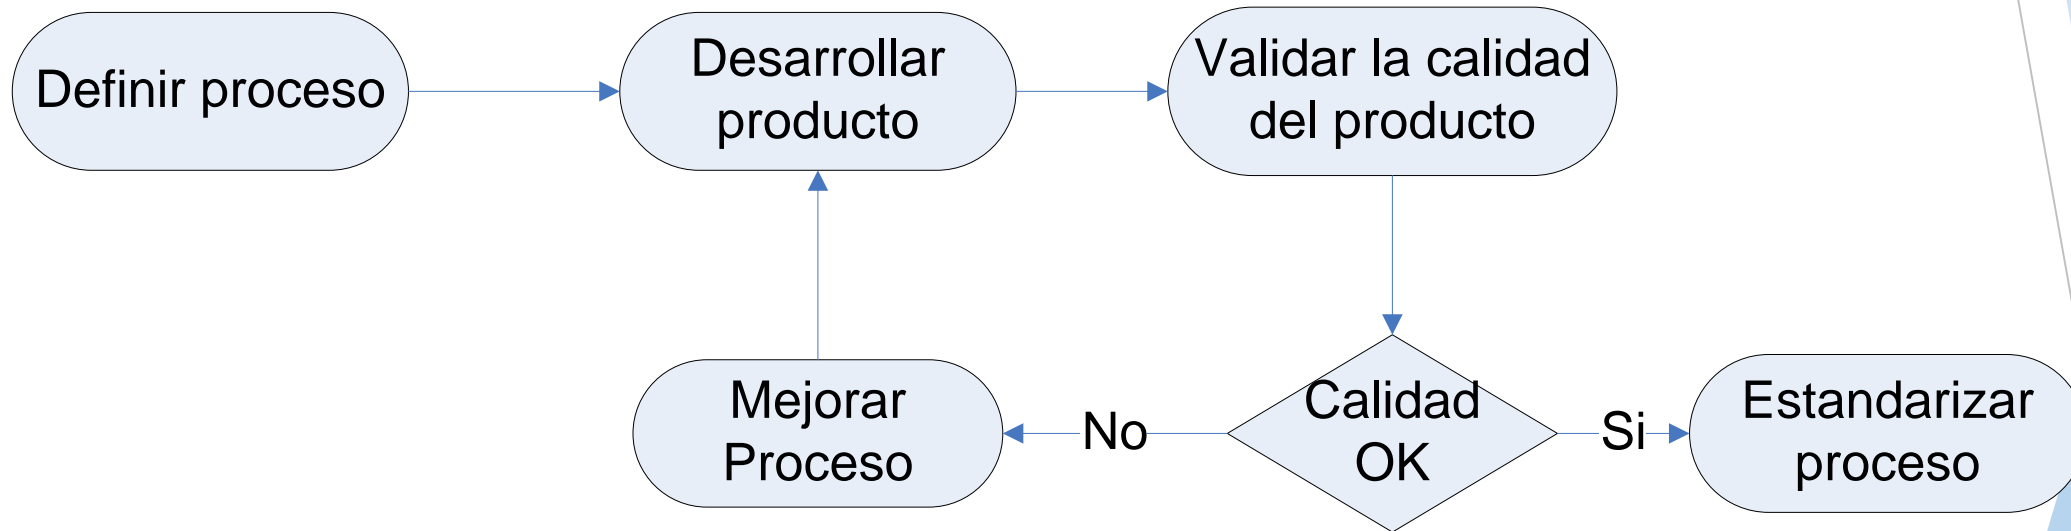 Definir proceso
Desarrollar
producto
Validar la calidad
del producto
Mejorar
Proceso
No
Calidad
OK
Si
Estandarizar
proceso